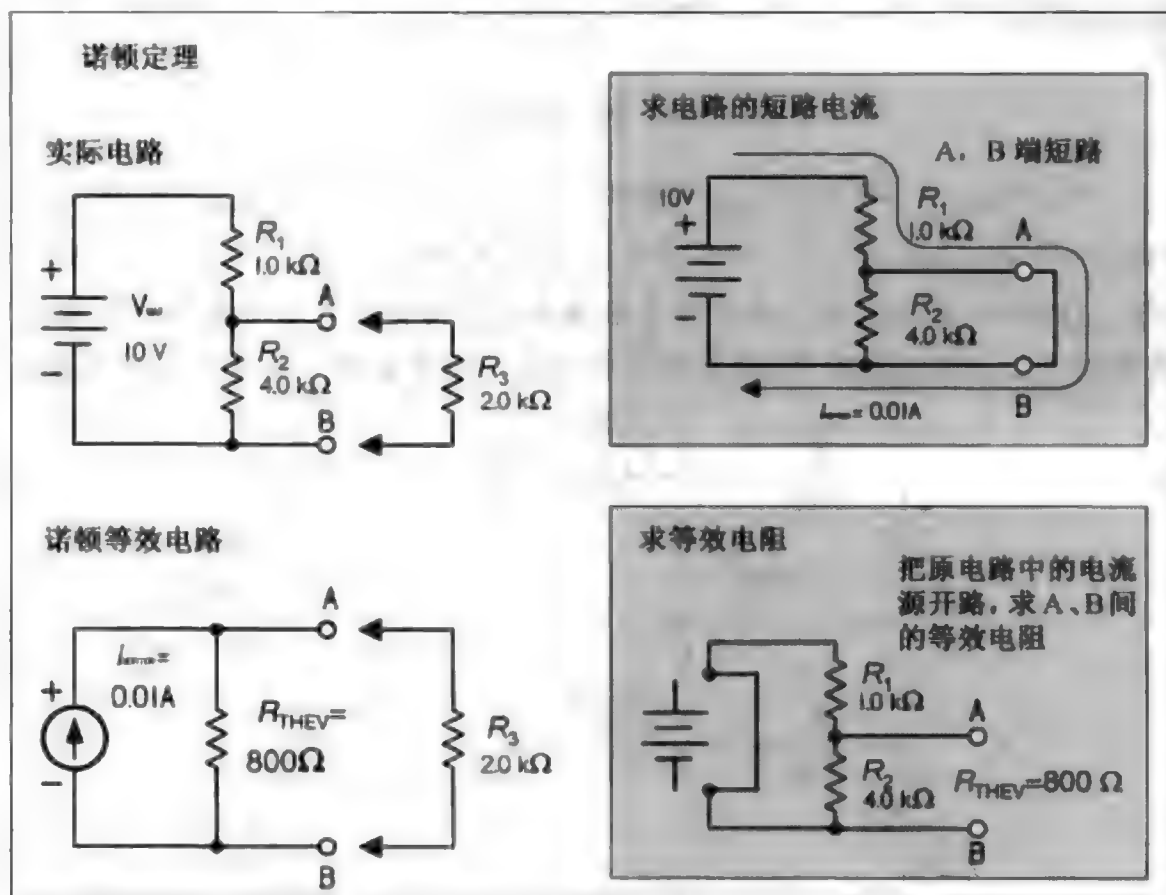 诺顿定理
实际电路
+
V
10 V
−
R₁
1.0 kΩ
A
R₂
4.0 kΩ
B
R₃
2.0 kΩ
求电路的短路电流
A, B 端短路
10V
+
−
R₁
1.0 kΩ
A
R₂
4.0 kΩ
B
= 0.01A
诺顿等效电路
+
−
=
0.01A
A
R_THEV=
800Ω
B
R₃
2.0 kΩ
求等效电阻
把原电路中的电流
源开路，求A、B间
的等效电阻
R₁
1.0 kΩ
A
R₂
4.0 kΩ
R_THEV=800 Ω
B